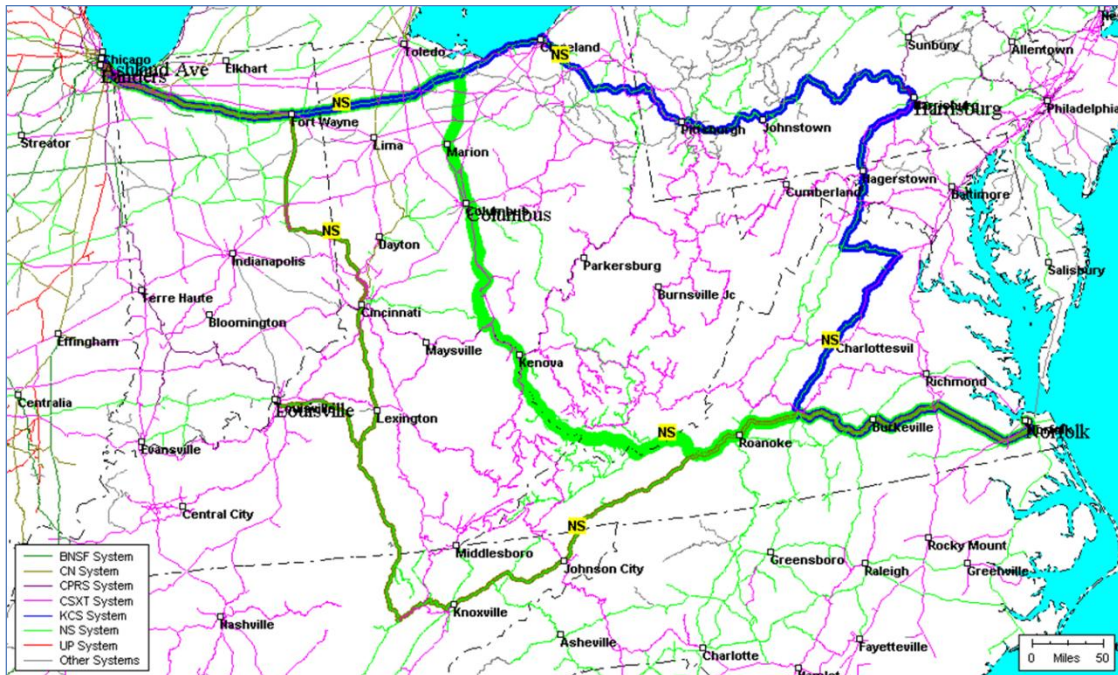 Sunbury
Allentown
Cleveland
Toledo
NS
Chicago
Ashland Ave
Landers
Elkhart
NS
Harrisburg
Philadelphia
Fort Wayne
Pittsburgh
Johnstown
Streator
Lima
Marion
Hagerstown
Cumberland
Baltimore
Columbus
NS
Dayton
Indianapolis
Parkersburg
Salisbury
Terre Haute
Burnsville Jc
Bloomington
Cincinnati
Effingham
Maysville
NS
Charlottesvil
Kenova
Richmond
Centralia
Louisville
Lexington
Burkeville
Norfolk
NS
Roanoke
Evansville
Central City
NS
Middlesboro
Johnson City
Greensboro
Raleigh
Rocky Mount
Greenville
Knoxville
Nashville
Asheville
Charlotte
Fayetteville
BNSF System
CN System
CPRS System
CSXT System
KCS System
NS System
UP System
Other Systems
0 Miles 50